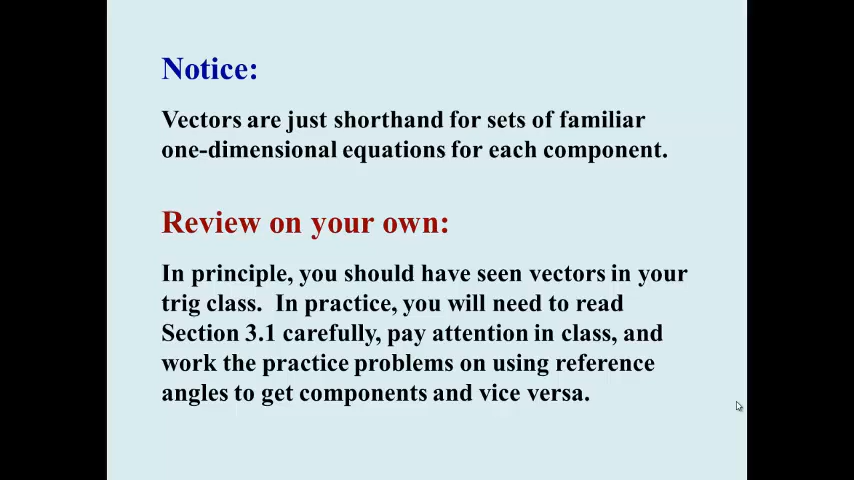 Notice:
Vectors are just shorthand for sets of familiar
one-dimensional equations for each component.
Review on your own:
In principle, you should have seen vectors in your
trig class.  In practice, you will need to read
Section 3.1 carefully, pay attention in class, and
work the practice problems on using reference
angles to get components and vice versa.